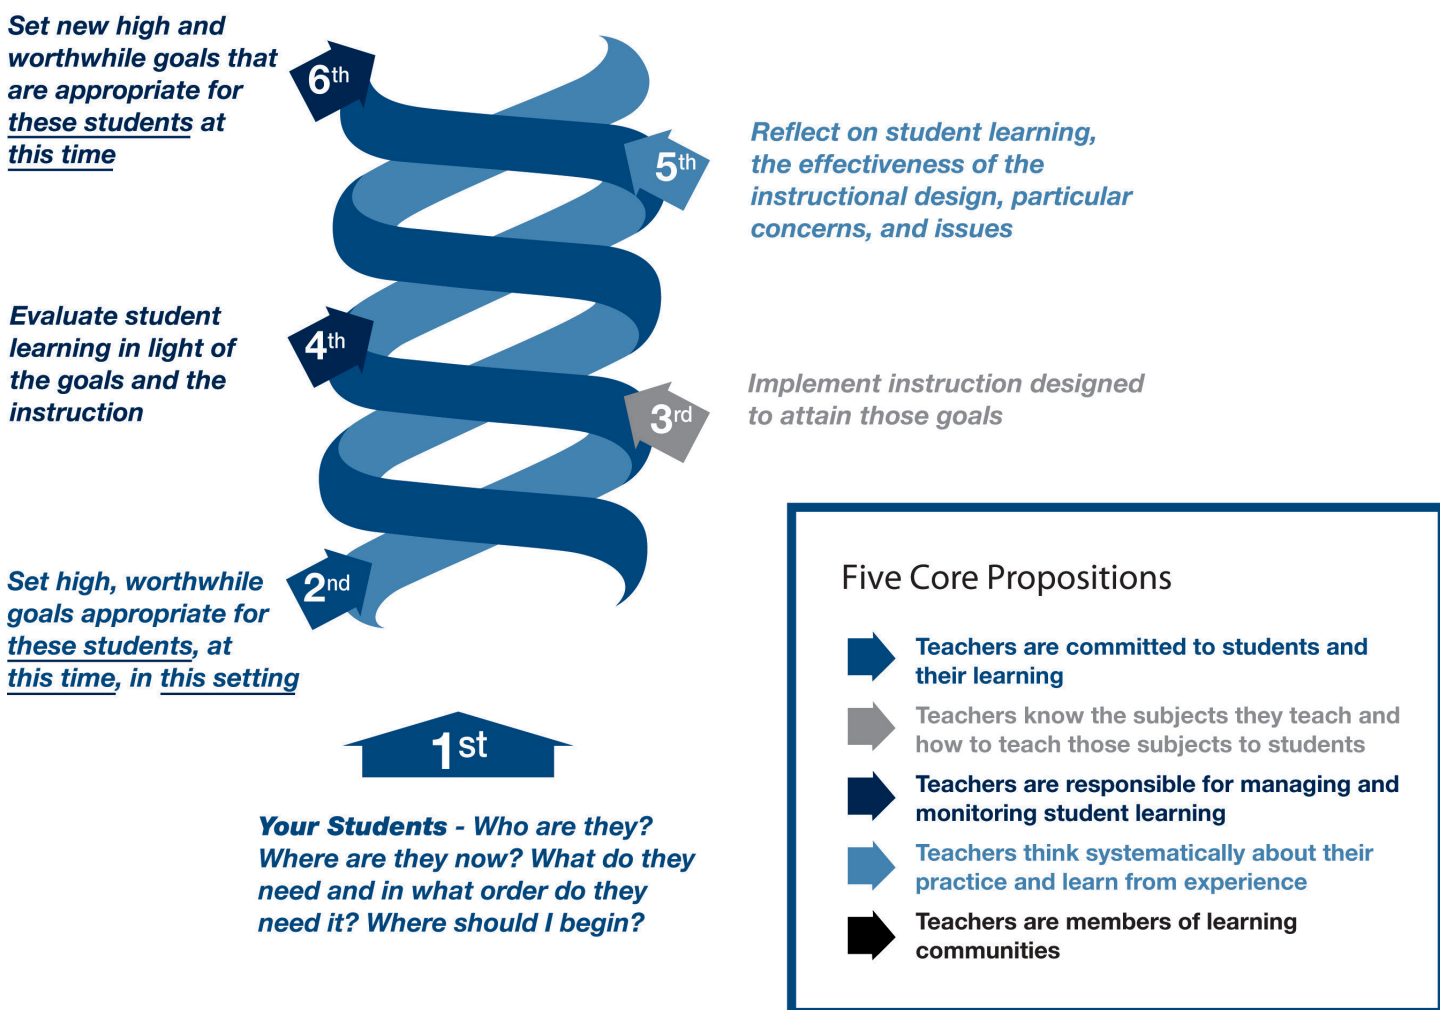 Set new high and
worthwhile goals that
are appropriate for
these students at
this time
6th
5th
Reflect on student learning,
the effectiveness of the
instructional design, particular
concerns, and issues
Evaluate student
learning in light of
the goals and the
instruction
4th
3rd
Implement instruction designed
to attain those goals
Set high, worthwhile
goals appropriate for
these students, at
this time, in this setting
2nd
1st
Your Students - Who are they?
Where are they now? What do they
need and in what order do they
need it? Where should I begin?
Five Core Propositions
Teachers are committed to students and
their learning
Teachers know the subjects they teach and
how to teach those subjects to students
Teachers are responsible for managing and
monitoring student learning
Teachers think systematically about their
practice and learn from experience
Teachers are members of learning
communities